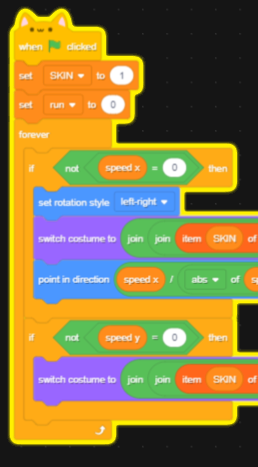 when clicked
set SKIN to 1
set run to 0
forever
if not speed x = 0 then
set rotation style left-right
switch costume to join join item SKIN of
point in direction speed x / abs of
if not speed y = 0 then
switch costume to join join item SKIN of